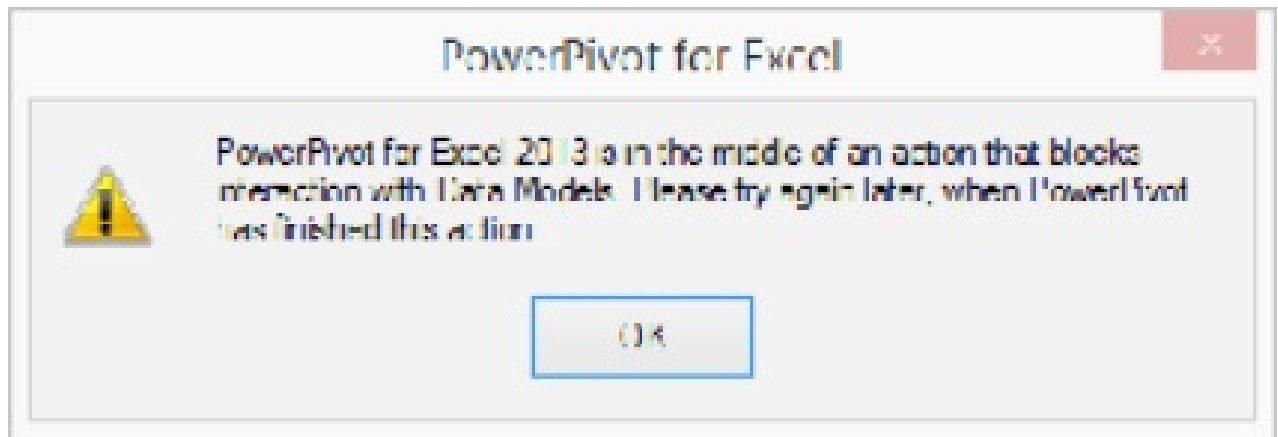 PowerPivot for Excel
PowerPivot for Excel 2013 is in the middle of an action that blocks
interaction with Data Models. Please try again later, when PowerPivot
has finished this action
OK